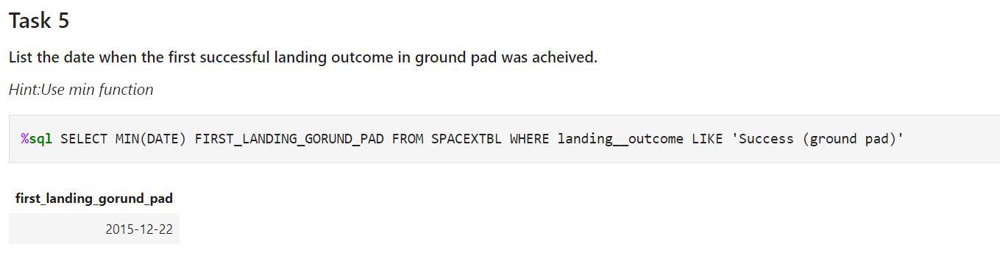 Task 5
List the date when the first successful landing outcome in ground pad was acheived.
Hint:Use min function
%sql SELECT MIN(DATE) FIRST_LANDING_GORUND_PAD FROM SPACEXTBL WHERE landing__outcome LIKE 'Success (ground pad)'
first_landing_gorund_pad
2015-12-22